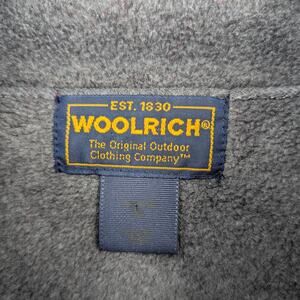 EST. 1830
WOOLRICH®
The Original Outdoor
Clothing Company™